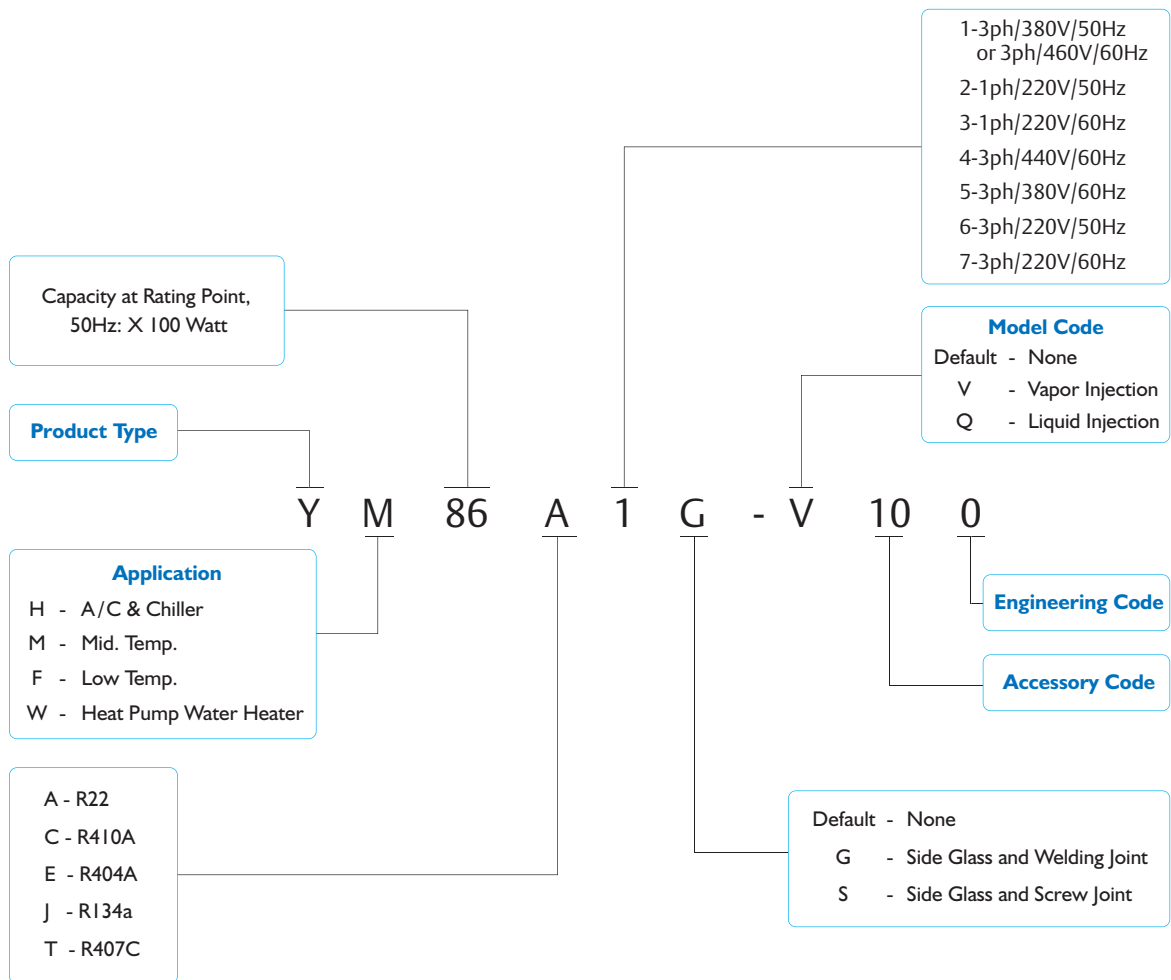 1-3ph/380V/50Hz
or 3ph/460V/60Hz
2-1ph/220V/50Hz
3-1ph/220V/60Hz
4-3ph/440V/60Hz
5-3ph/380V/60Hz
6-3ph/220V/50Hz
7-3ph/220V/60Hz
Capacity at Rating Point,
50Hz: X 100 Watt
Model Code
Default - None
V - Vapor Injection
Q - Liquid Injection
Product Type
Y M 86 A 1 G - V 10 0
Application
H - A/C & Chiller
M - Mid. Temp.
F - Low Temp.
W - Heat Pump Water Heater
Engineering Code
Accessory Code
A - R22
C - R410A
E - R404A
J - R134a
T - R407C
Default - None
G - Side Glass and Welding Joint
S - Side Glass and Screw Joint